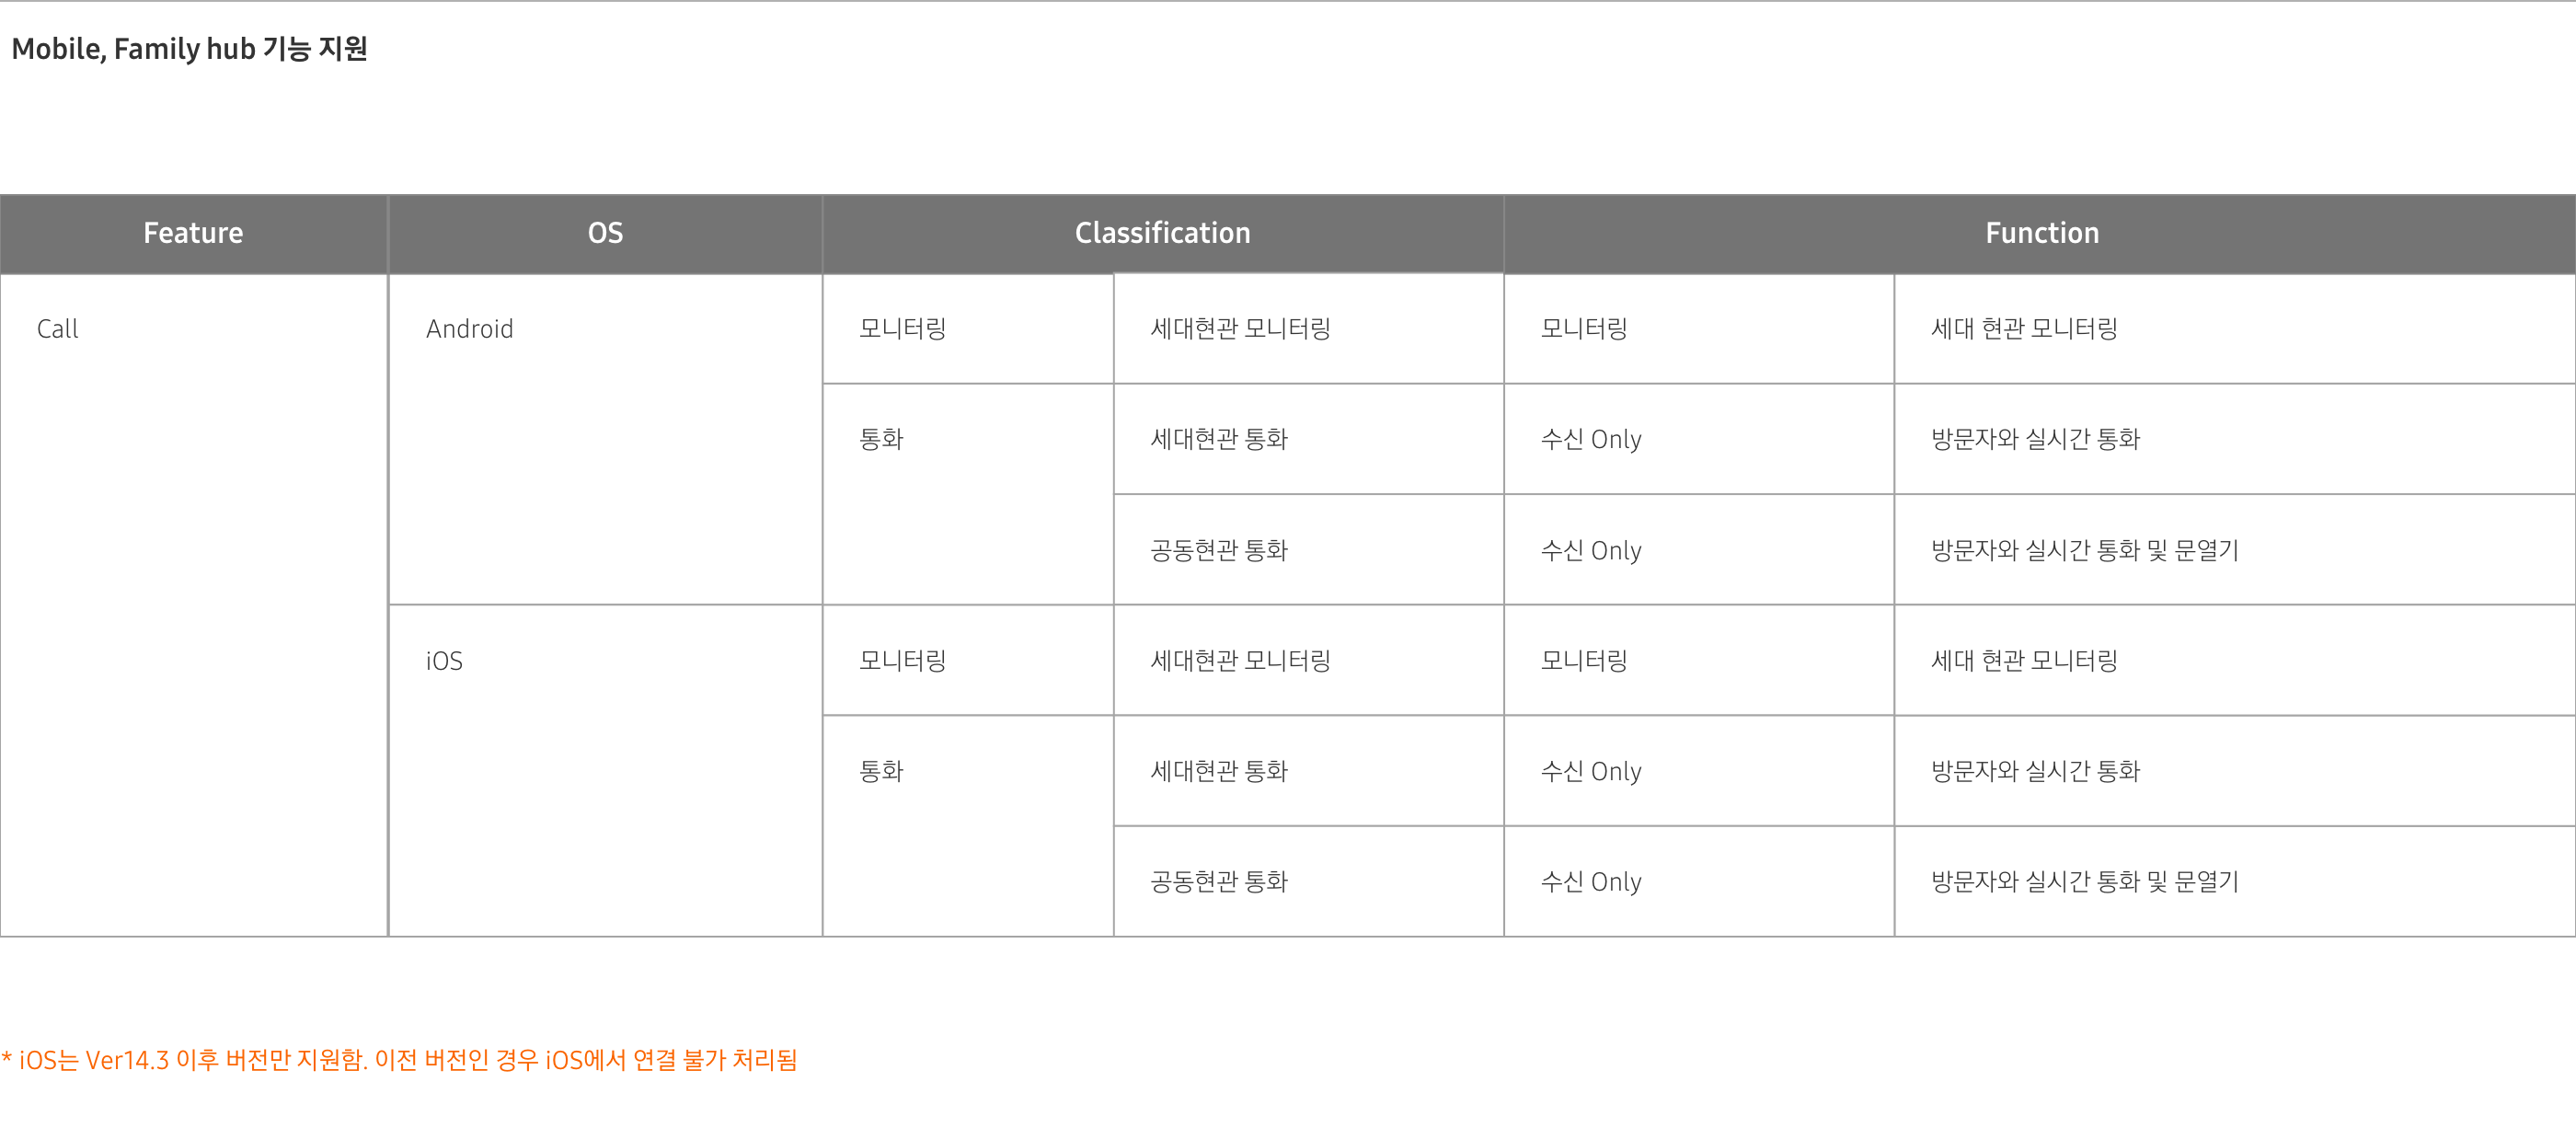 Mobile, Family hub 기능 지원
Feature OS Classification Function
Call Android 모니터링 세대현관 모니터링 모니터링 세대 현관 모니터링
통화 세대현관 통화 수신 Only 방문자와 실시간 통화
공동현관 통화 수신 Only 방문자와 실시간 통화 및 문열기
iOS 모니터링 세대현관 모니터링 모니터링 세대 현관 모니터링
통화 세대현관 통화 수신 Only 방문자와 실시간 통화
공동현관 통화 수신 Only 방문자와 실시간 통화 및 문열기
* iOS는 Ver14.3 이후 버전만 지원함. 이전 버전인 경우 iOS에서 연결 불가 처리됨